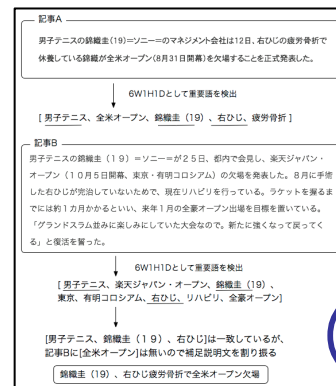 記事A
男子テニスの錦織圭(19)=ソニー=のマネジメント会社は12日、右ひじの疲労骨折で
休養している錦織が全米オープン(8月31日開幕)を欠場することを正式発表した。
6W1H1Dとして重要語を検出
[ 男子テニス、全米オープン、錦織圭(19)、右ひじ、疲労骨折 ]
記事B
男子テニスの錦織圭(19)=ソニー=が25日、都内で会見し、楽天ジャパン・
オープン(10月5日開幕、東京・有明コロシアム)の欠場を発表した。8月に手術
した右ひじが完治していないためで、現在リハビリを行っている。ラケットを握るま
でには約1カ月かかるといい、来年1月の全豪オープン出場を目標を置いている。
「グランドスラム並みに楽しみにしていた大会なので。新たに強くなって戻ってく
る」と復活を誓った。
6W1H1Dとして重要語を検出
[ 男子テニス、楽天ジャパン・オープン、錦織圭(19)、
東京、有明コロシアム、右ひじ、リハビリ、全豪オープン]
[男子テニス、錦織圭(19)、右ひじ]は一致しているが、
記事Bに[全米オープン]は無いので補足説明文を割り振る
錦織圭(19)、右ひじ疲労骨折で全米オープン欠場